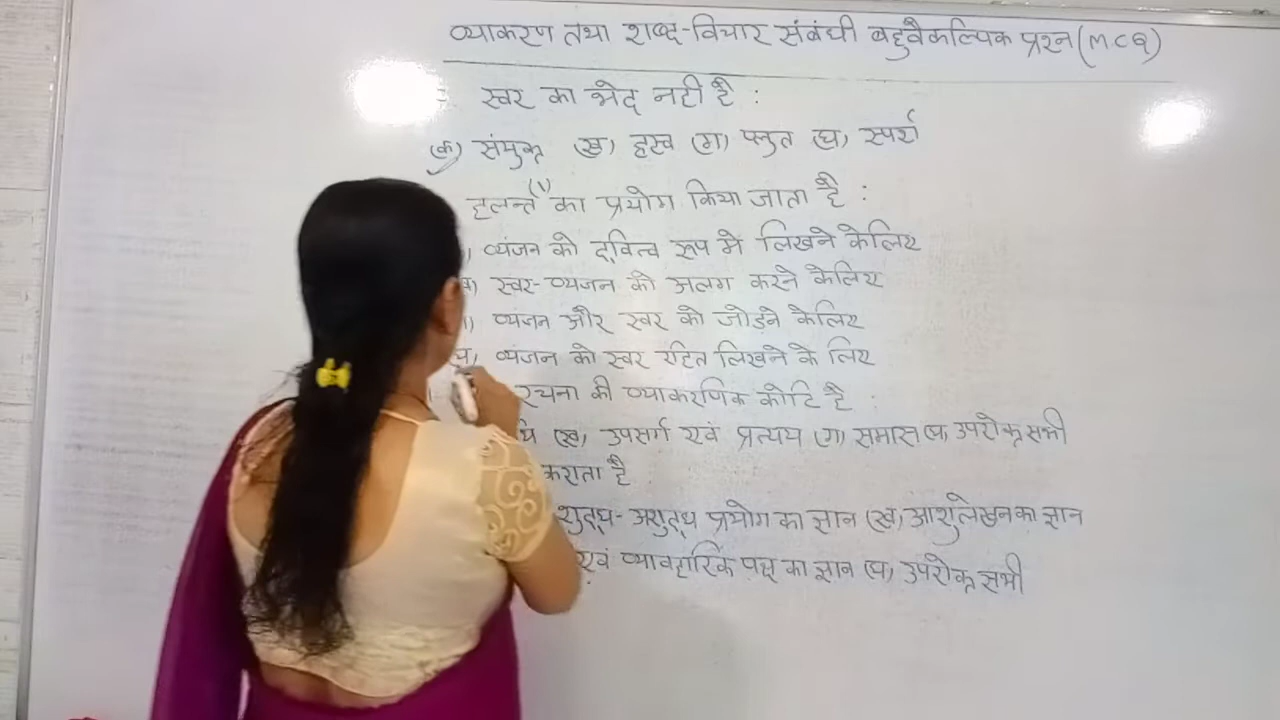 व्याकरण तथा शब्द-विचार संबंधी बहुवैकल्पिक प्रश्न (MCQ)
स्वर का भेद नहीं है :
(क) संयुक्त (ख) ह्रस्व (ग) प्लुत (घ) स्पर्श
हलन्त (\) का प्रयोग किया जाता है :
व्यंजन को द्वित्व रूप में लिखने केलिए
स्वर-व्यंजन को अलग करने केलिए
व्यंजन और स्वर को जोड़ने केलिए
व्यंजन को स्वर रहित लिखने के लिए
रचना की व्याकरणिक कोटि है :
(ख) उपसर्ग एवं प्रत्यय (ग) समास (घ) उपरोक्त सभी
कराता है
शुद्ध-अशुद्ध प्रयोग का ज्ञान (ख) आशुलेखन का ज्ञान
एवं व्यावहारिक पक्ष का ज्ञान (घ) उपरोक्त सभी